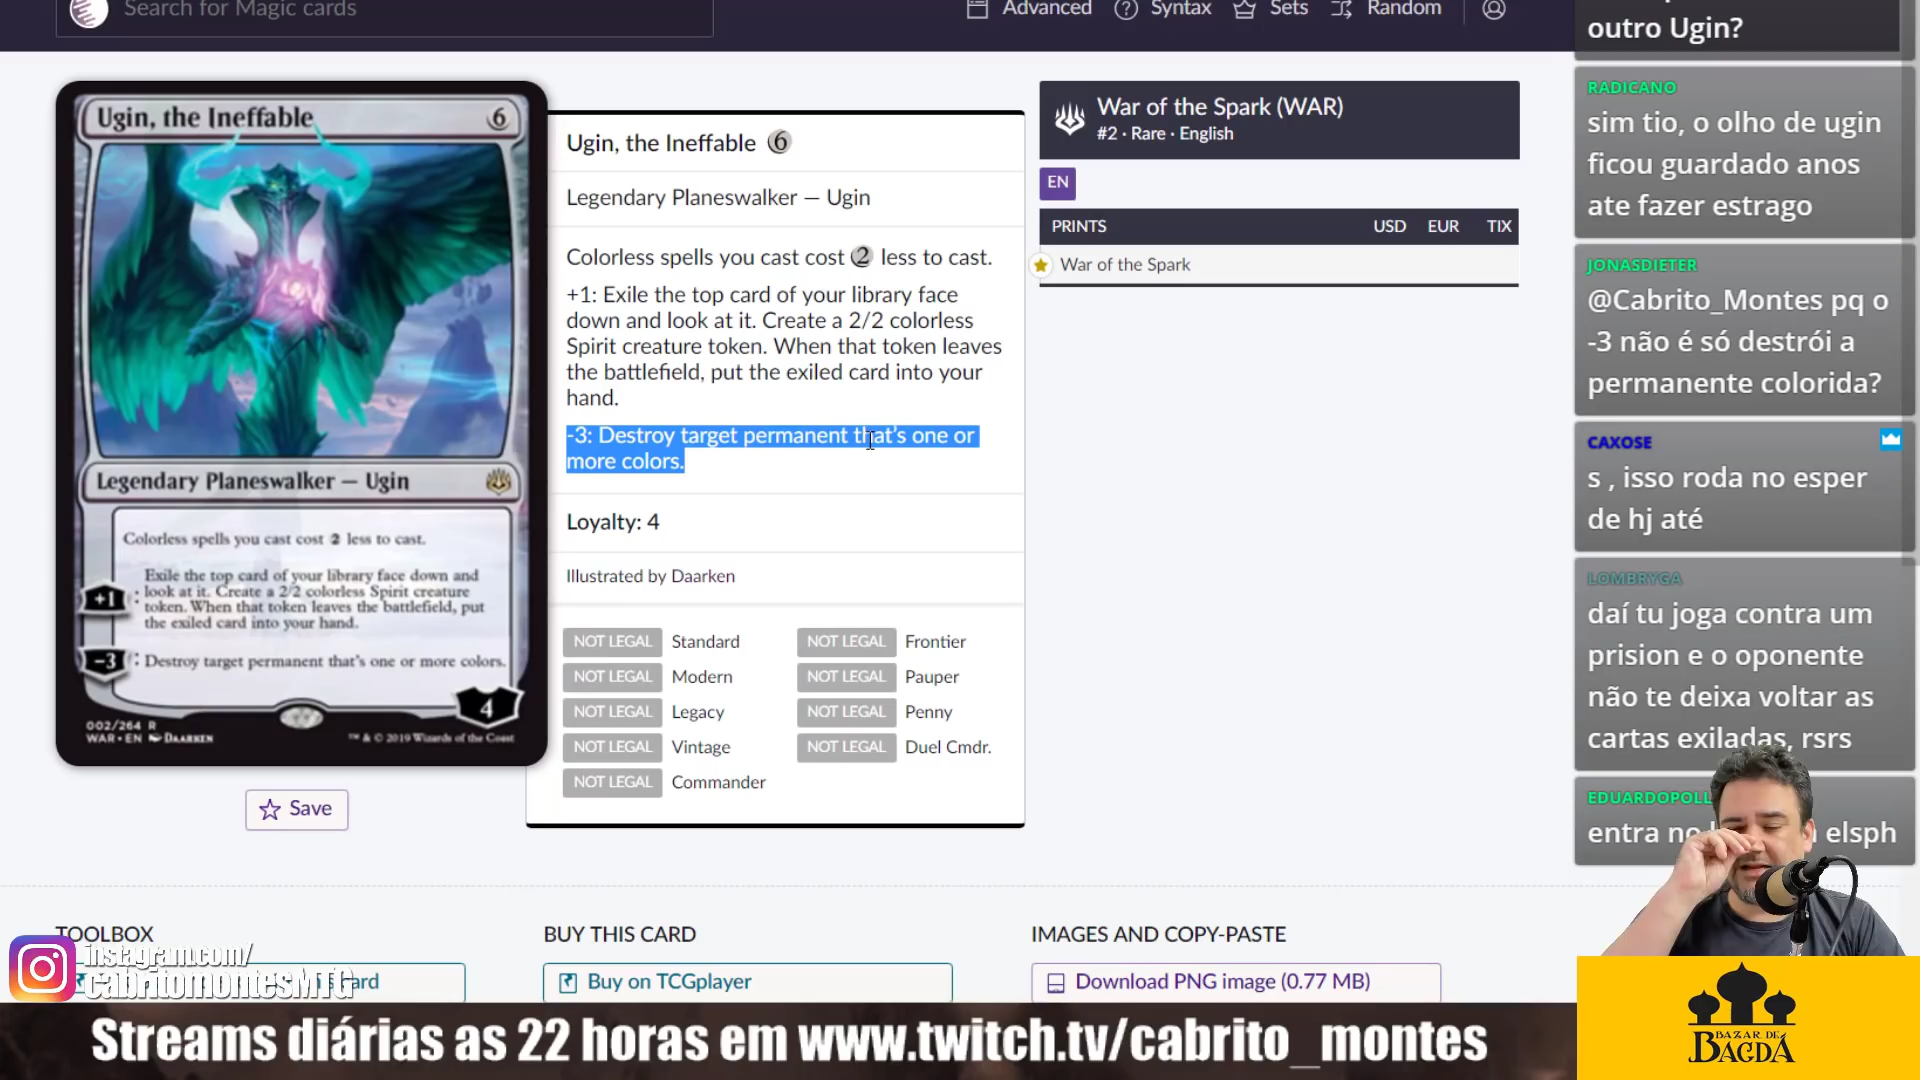 Search for Magic cards
Advanced
Syntax
Sets
Random
Ugin, the Ineffable 6
Legendary Planeswalker — Ugin
Colorless spells you cast cost 2 less to cast.
+1: Exile the top card of your library face down and look at it. Create a 2/2 colorless Spirit creature token. When that token leaves the battlefield, put the exiled card into your hand.
-3: Destroy target permanent that's one or more colors.
4
002/264 R
WAR • EN DAARKEN
™ & © 2019 Wizards of the Coast
Save
Ugin, the Ineffable 6
Legendary Planeswalker — Ugin
Colorless spells you cast cost 2 less to cast.
+1: Exile the top card of your library face
down and look at it. Create a 2/2 colorless
Spirit creature token. When that token leaves
the battlefield, put the exiled card into your
hand.
-3: Destroy target permanent that's one or
more colors.
Loyalty: 4
Illustrated by Daarken
NOT LEGAL Standard NOT LEGAL Frontier
NOT LEGAL Modern NOT LEGAL Pauper
NOT LEGAL Legacy NOT LEGAL Penny
NOT LEGAL Vintage NOT LEGAL Duel Cmdr.
NOT LEGAL Commander
War of the Spark (WAR)
#2 · Rare · English
EN
PRINTS USD EUR TIX
War of the Spark
outro Ugin?
RADICANO
sim tio, o olho de ugin
ficou guardado anos
ate fazer estrago
JONASDIETER
@Cabrito_Montes pq o
-3 não é só destrói a
permanente colorida?
CAXOSE
s , isso roda no esper
de hj até
LOMBRYGA
daí tu joga contra um
prision e o oponente
não te deixa voltar as
cartas exiladas, rsrs
EDUARDOPOLL
entra no elsph
TOOLBOX
BUY THIS CARD
Buy on TCGplayer
IMAGES AND COPY-PASTE
Download PNG image (0.77 MB)
instagram.com/
cabritomontesMTG
Streams diárias as 22 horas em www.twitch.tv/cabrito_montes
BAZAR DE
BAGDÁ